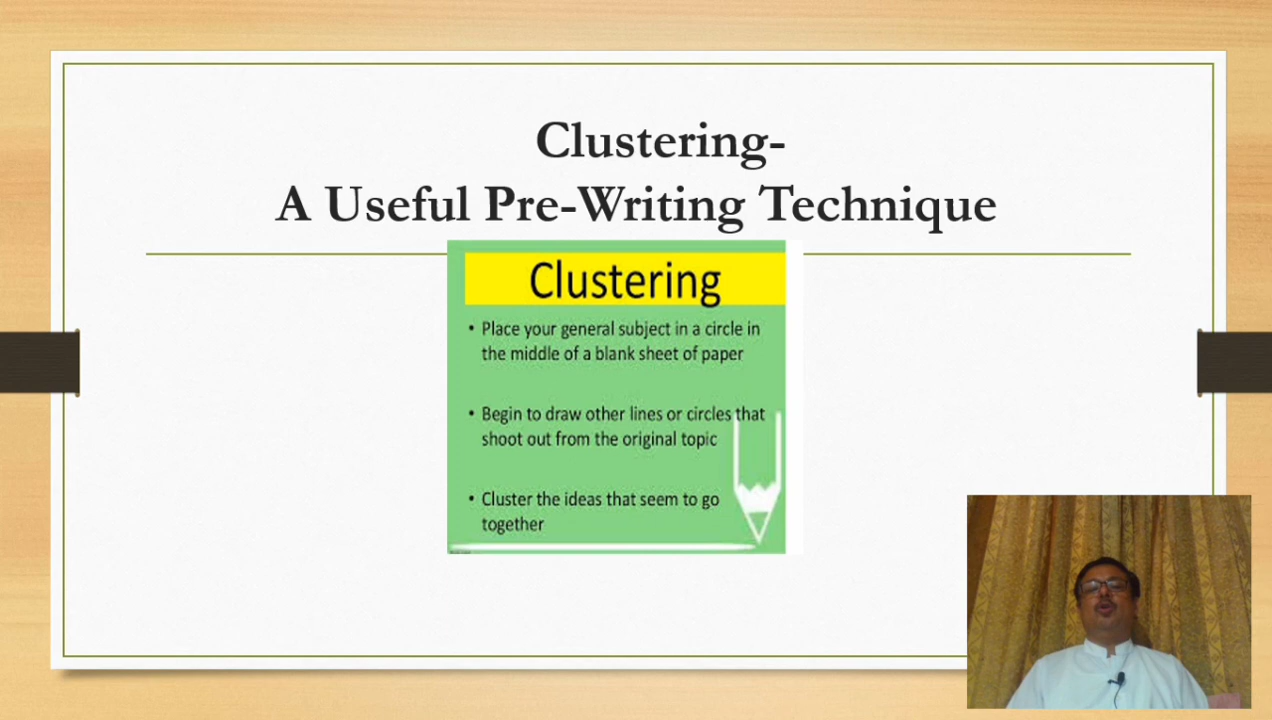 Clustering-
A Useful Pre-Writing Technique
Clustering
• Place your general subject in a circle in
the middle of a blank sheet of paper
• Begin to draw other lines or circles that
shoot out from the original topic
• Cluster the ideas that seem to go
together